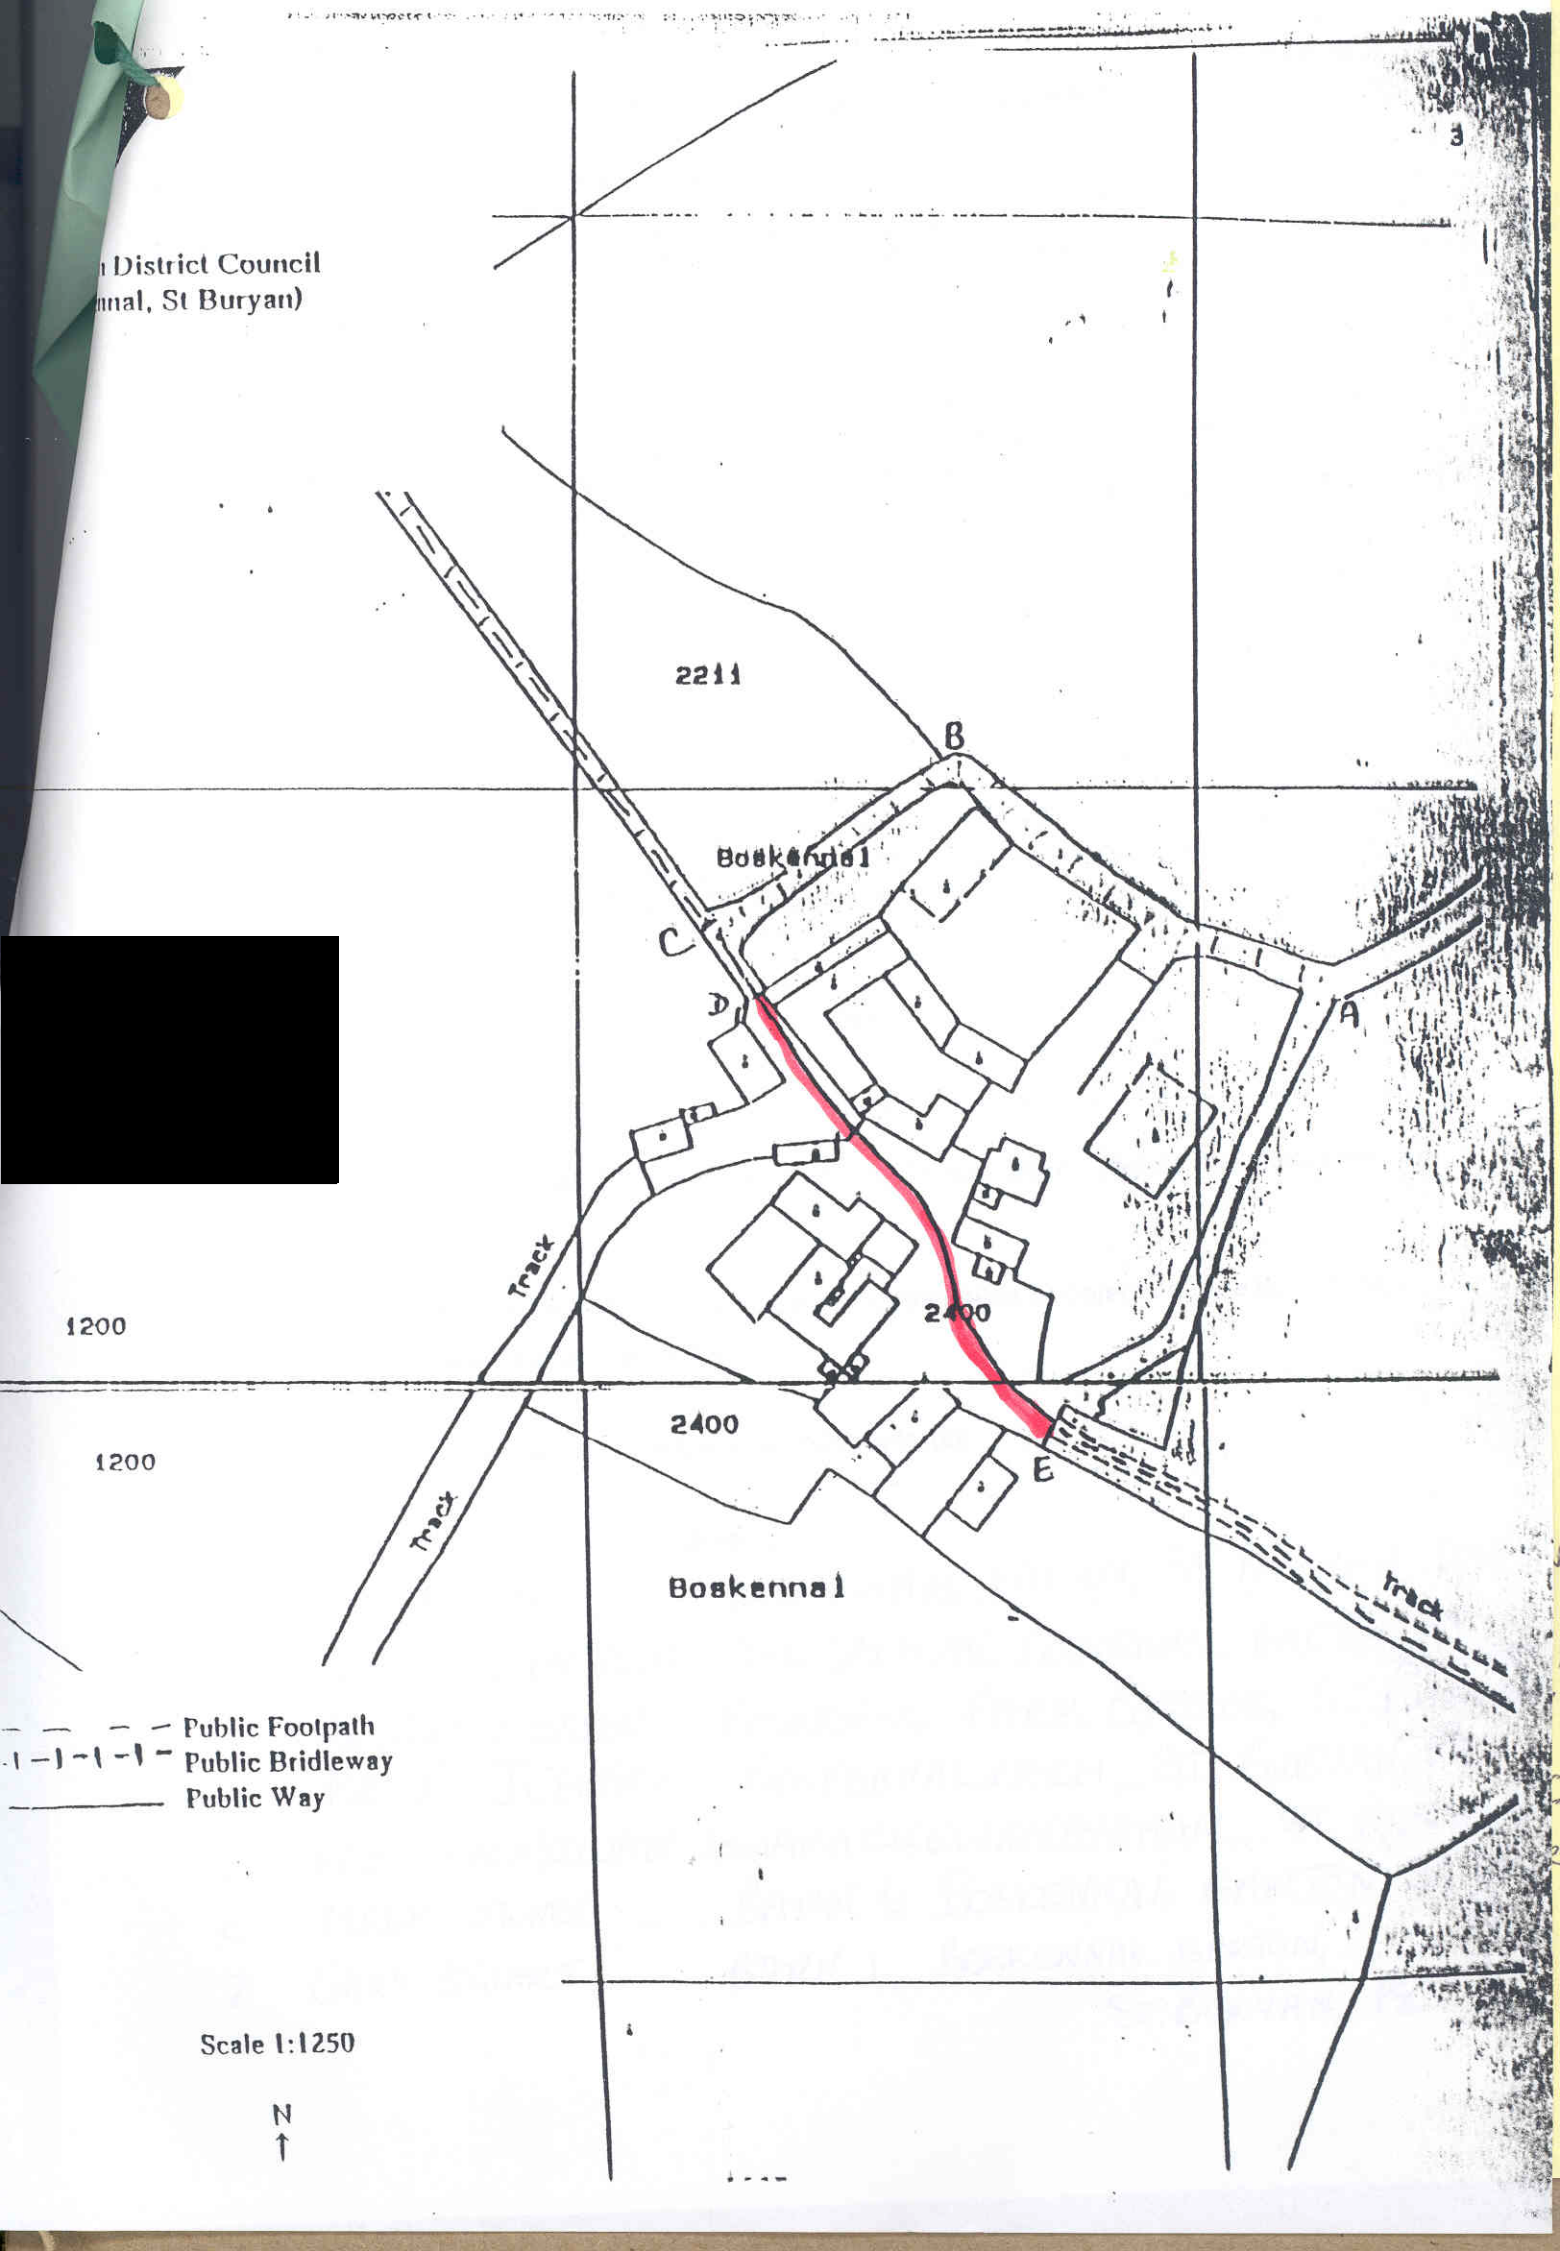 3
District Council
nnal, St Buryan)
2211
B
Boskennal
C
D
A
Track
2400
1200
2400
1200
E
Track
Boskennal
Track
Public Footpath
Public Bridleway
Public Way
Scale 1:1250
N